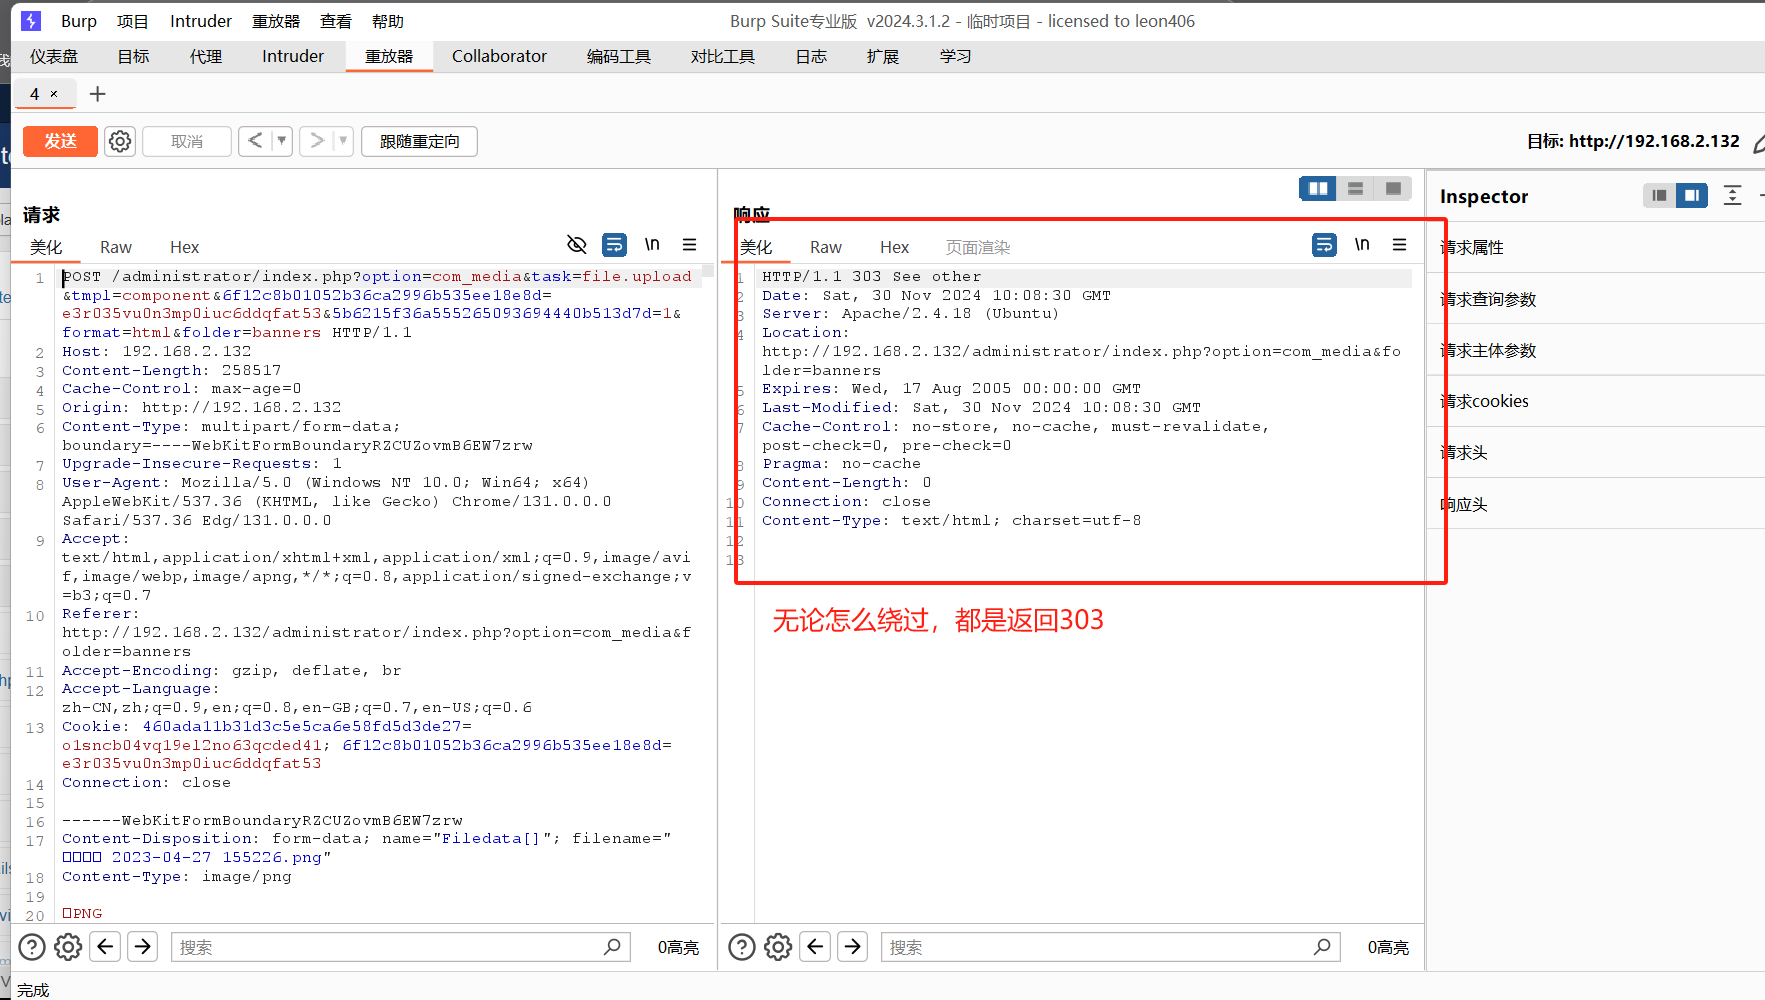 Burp 项目 Intruder 重放器 查看 帮助 Burp Suite专业版 v2024.3.1.2 - 临时项目 - licensed to leon406
仪表盘 目标 代理 Intruder 重放器 Collaborator 编码工具 对比工具 日志 扩展 学习
4 × +
发送 取消 < > 跟随重定向 目标: http://192.168.2.132
请求
美化 Raw Hex \n
1 POST /administrator/index.php?option=com_media&task=file.upload
&tmpl=component&6f12c8b01052b36ca2996b535ee18e8d=
e3r035vu0n3mp0iuc6ddqfat53&5b6215f36a555265093694440b513d7d=1&
format=html&folder=banners HTTP/1.1
2 Host: 192.168.2.132
3 Content-Length: 258517
4 Cache-Control: max-age=0
5 Origin: http://192.168.2.132
6 Content-Type: multipart/form-data;
boundary=----WebKitFormBoundaryRZCUZovmB6EW7zrw
7 Upgrade-Insecure-Requests: 1
8 User-Agent: Mozilla/5.0 (Windows NT 10.0; Win64; x64)
AppleWebKit/537.36 (KHTML, like Gecko) Chrome/131.0.0.0
Safari/537.36 Edg/131.0.0.0
9 Accept:
text/html,application/xhtml+xml,application/xml;q=0.9,image/avi
f,image/webp,image/apng,*/*;q=0.8,application/signed-exchange;v
=b3;q=0.7
10 Referer:
http://192.168.2.132/administrator/index.php?option=com_media&f
older=banners
11 Accept-Encoding: gzip, deflate, br
12 Accept-Language:
zh-CN,zh;q=0.9,en;q=0.8,en-GB;q=0.7,en-US;q=0.6
13 Cookie: 460ada11b31d3c5e5ca6e58fd5d3de27=
o1sncb04vq19el2no63qcded41; 6f12c8b01052b36ca2996b535ee18e8d=
e3r035vu0n3mp0iuc6ddqfat53
14 Connection: close
15
16 ------WebKitFormBoundaryRZCUZovmB6EW7zrw
17 Content-Disposition: form-data; name="Filedata[]"; filename="
□□□□ 2023-04-27 155226.png"
18 Content-Type: image/png
19
20 □PNG
搜索 0高亮
响应
美化 Raw Hex 页面渲染 \n
1 HTTP/1.1 303 See other
2 Date: Sat, 30 Nov 2024 10:08:30 GMT
3 Server: Apache/2.4.18 (Ubuntu)
4 Location:
http://192.168.2.132/administrator/index.php?option=com_media&fo
lder=banners
5 Expires: Wed, 17 Aug 2005 00:00:00 GMT
6 Last-Modified: Sat, 30 Nov 2024 10:08:30 GMT
7 Cache-Control: no-store, no-cache, must-revalidate,
post-check=0, pre-check=0
8 Pragma: no-cache
9 Content-Length: 0
10 Connection: close
11 Content-Type: text/html; charset=utf-8
12
13
无论怎么绕过，都是返回303
搜索 0高亮
Inspector
请求属性
请求查询参数
请求主体参数
请求cookies
请求头
响应头
完成